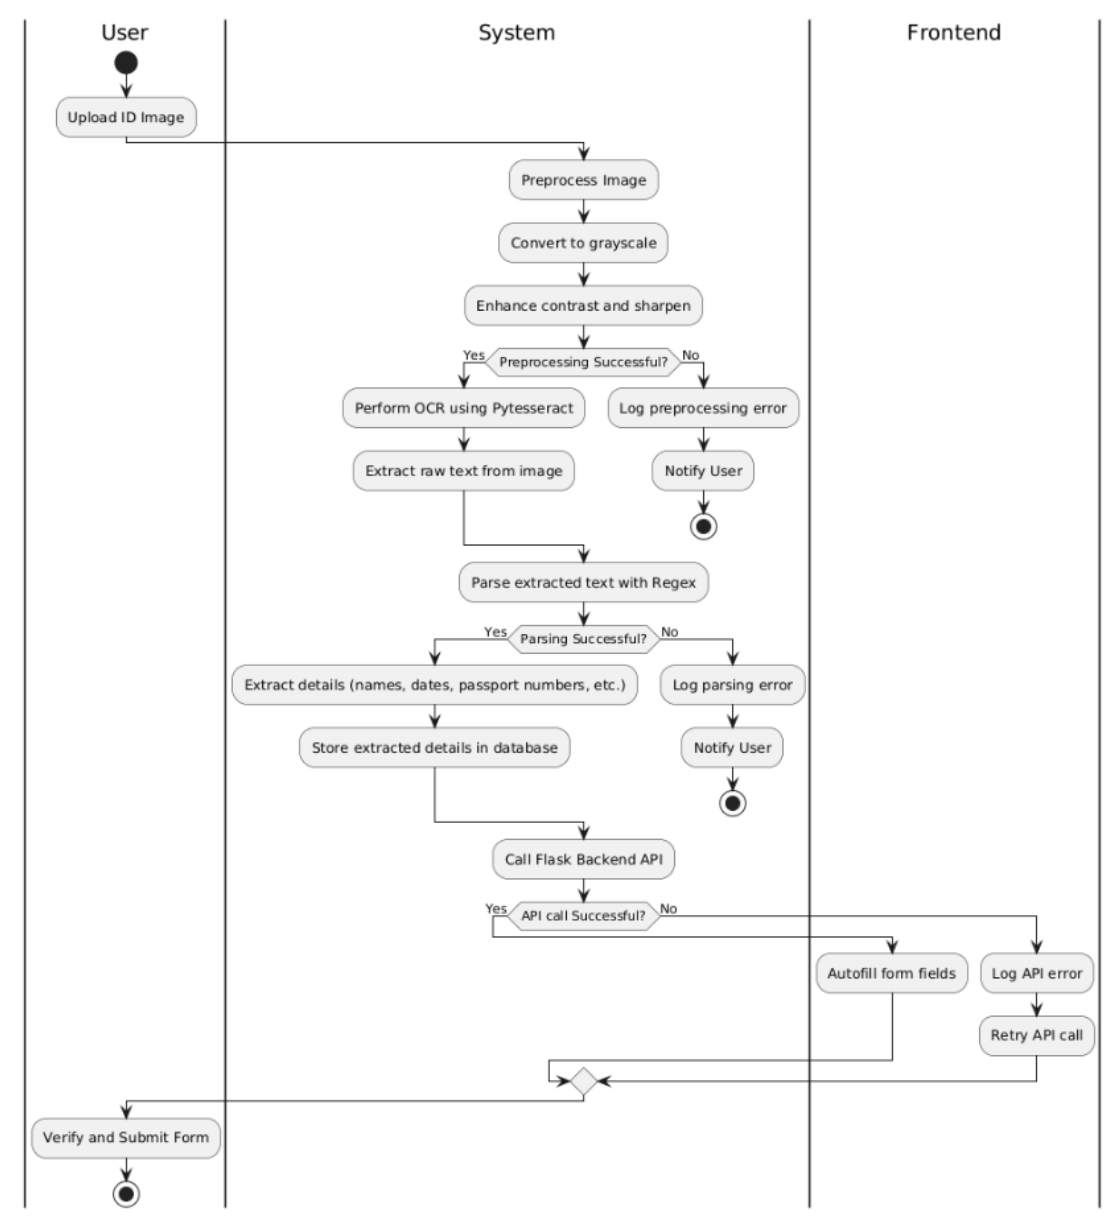 User
System
Frontend
Upload ID Image
Preprocess Image
Convert to grayscale
Enhance contrast and sharpen
Yes
Preprocessing Successful?
No
Perform OCR using Pytesseract
Log preprocessing error
Extract raw text from image
Notify User
Parse extracted text with Regex
Yes
Parsing Successful?
No
Extract details (names, dates, passport numbers, etc.)
Log parsing error
Store extracted details in database
Notify User
Call Flask Backend API
Yes
API call Successful?
No
Autofill form fields
Log API error
Retry API call
Verify and Submit Form